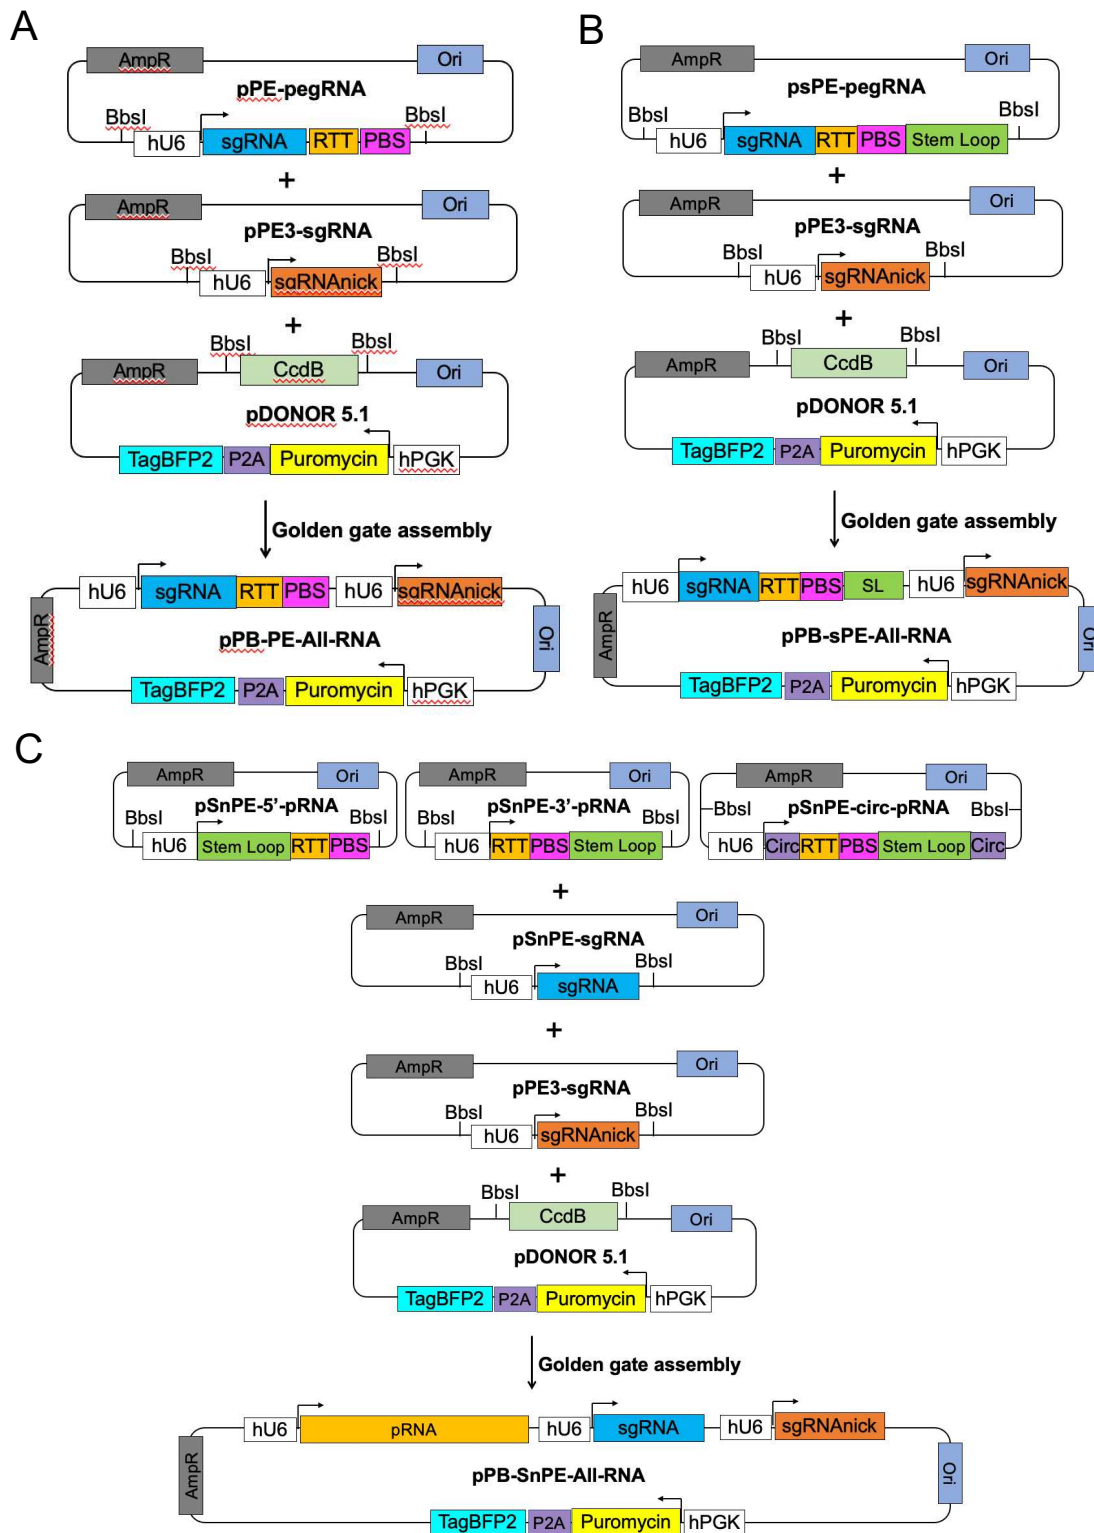 A
AmpR
Ori
pPE-pegRNA
BbsI
BbsI
hU6
sgRNA
RTT
PBS
+
AmpR
Ori
pPE3-sgRNA
BbsI
BbsI
hU6
sgRNAnick
+
BbsI
BbsI
AmpR
CcdB
Ori
pDONOR 5.1
TagBFP2
P2A
Puromycin
hPGK
Golden gate assembly
hU6
sgRNA
RTT
PBS
hU6
sgRNAnick
AmpR
Ori
pPB-PE-All-RNA
TagBFP2
P2A
Puromycin
hPGK
B
AmpR
Ori
psPE-pegRNA
BbsI
BbsI
hU6
sgRNA
RTT
PBS
Stem Loop
+
AmpR
Ori
pPE3-sgRNA
BbsI
BbsI
hU6
sgRNAnick
+
BbsI
BbsI
AmpR
CcdB
Ori
pDONOR 5.1
TagBFP2
P2A
Puromycin
hPGK
Golden gate assembly
hU6
sgRNA
RTT
PBS
SL
hU6
sgRNAnick
AmpR
Ori
pPB-sPE-All-RNA
TagBFP2
P2A
Puromycin
hPGK
C
AmpR
Ori
pSnPE-5’-pRNA
BbsI
BbsI
hU6
Stem Loop
RTT
PBS
AmpR
Ori
pSnPE-3’-pRNA
BbsI
BbsI
hU6
RTT
PBS
Stem Loop
AmpR
Ori
BbsI
pSnPE-circ-pRNA
BbsI
hU6
Circ
RTT
PBS
Stem Loop
Circ
+
AmpR
Ori
pSnPE-sgRNA
BbsI
BbsI
hU6
sgRNA
+
AmpR
Ori
pPE3-sgRNA
BbsI
BbsI
hU6
sgRNAnick
+
BbsI
BbsI
AmpR
CcdB
Ori
pDONOR 5.1
TagBFP2
P2A
Puromycin
hPGK
Golden gate assembly
hU6
pRNA
hU6
sgRNA
hU6
sgRNAnick
AmpR
Ori
pPB-SnPE-All-RNA
TagBFP2
P2A
Puromycin
hPGK